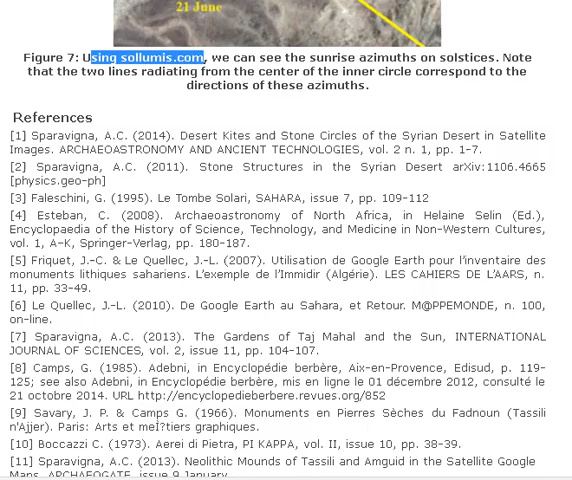 21 June
Figure 7: Using sollumis.com, we can see the sunrise azimuths on solstices. Note
that the two lines radiating from the center of the inner circle correspond to the
directions of these azimuths.
References
[1] Sparavigna, A.C. (2014). Desert Kites and Stone Circles of the Syrian Desert in Satellite
Images. ARCHAEOASTRONOMY AND ANCIENT TECHNOLOGIES, vol. 2 n. 1, pp. 1-7.
[2] Sparavigna, A.C. (2011). Stone Structures in the Syrian Desert arXiv:1106.4665
[physics.geo-ph]
[3] Faleschini, G. (1995). Le Tombe Solari, SAHARA, issue 7, pp. 109-112
[4] Esteban, C. (2008). Archaeoastronomy of North Africa, in Helaine Selin (Ed.),
Encyclopaedia of the History of Science, Technology, and Medicine in Non-Western Cultures,
vol. 1, A-K, Springer-Verlag, pp. 180-187.
[5] Friquet, J.-C. & Le Quellec, J.-L. (2007). Utilisation de Google Earth pour l'inventaire des
monuments lithiques sahariens. L'exemple de l'Immidir (Algérie). LES CAHIERS DE L'AARS, n.
11, pp. 33-49.
[6] Le Quellec, J.-L. (2010). De Google Earth au Sahara, et Retour. M@PPEMONDE, n. 100,
on-line.
[7] Sparavigna, A.C. (2013). The Gardens of Taj Mahal and the Sun, INTERNATIONAL
JOURNAL OF SCIENCES, vol. 2, issue 11, pp. 104-107.
[8] Camps, G. (1985). Adebni, in Encyclopédie berbère, Aix-en-Provence, Edisud, p. 119-
125; see also Adebni, in Encyclopédie berbère, mis en ligne le 01 décembre 2012, consulté le
21 octobre 2014. URL http://encyclopedieberbere.revues.org/852
[9] Savary, J. P. & Camps G. (1966). Monuments en Pierres Sèches du Fadnoun (Tassili
n'Ajjer). Paris: Arts et meÌ?tiers graphiques.
[10] Boccazzi C. (1973). Aerei di Pietra, PI KAPPA, vol. II, issue 10, pp. 38-39.
[11] Sparavigna, A.C. (2013). Neolithic Mounds of Tassili and Amguid in the Satellite Google
Maps, ARCHAEOGATE, issue 9 January